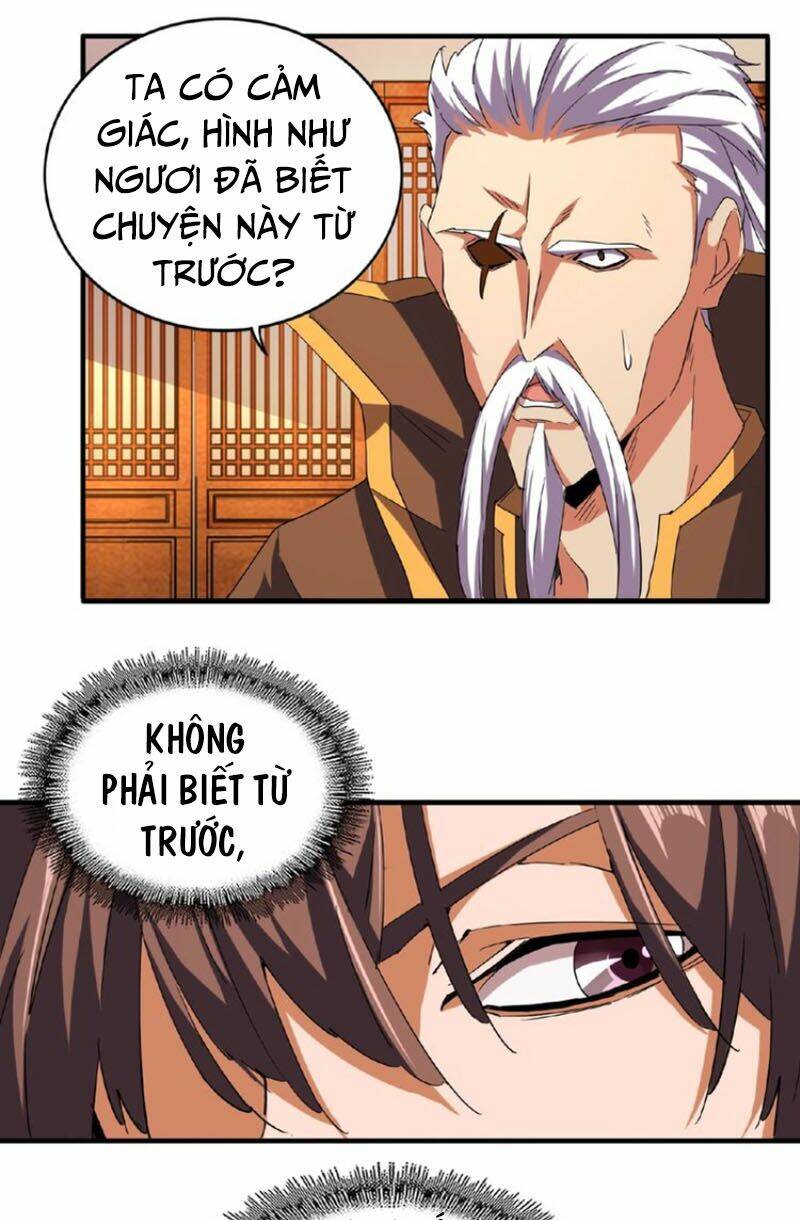 TA CÓ CẢM
GIÁC, HÌNH NHƯ
NGƯƠI ĐÃ BIẾT
CHUYỆN NÀY TỪ
TRƯỚC?
KHÔNG
PHẢI BIẾT TỪ
TRƯỚC,